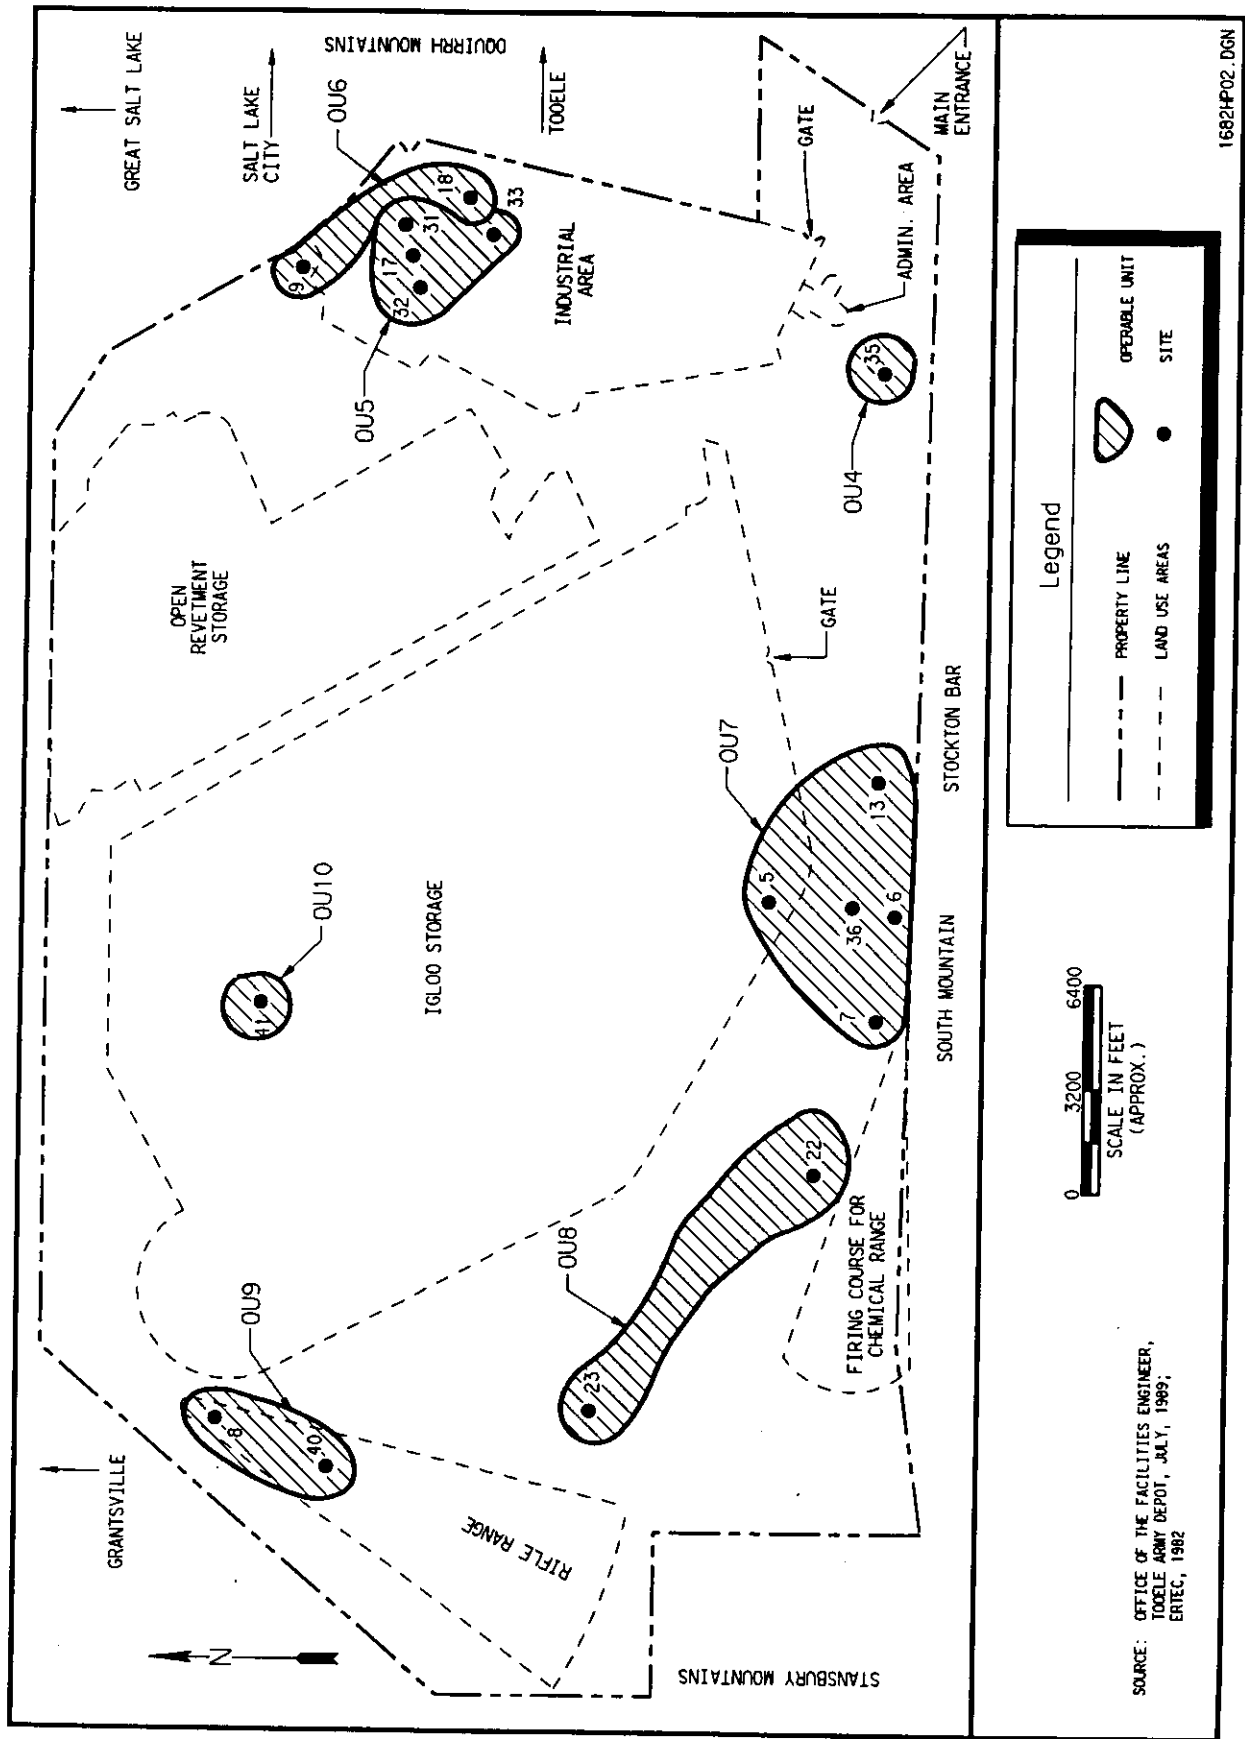 GRANTSVILLE
GREAT SALT LAKE
SALT LAKE
CITY
OQUIRRH MOUNTAINS
TOOELE
N
STANSBURY MOUNTAINS
RIFLE RANGE
OU9
8
40
OU8
23
22
FIRING COURSE FOR
CHEMICAL RANGE
OU10
41
IGLOO STORAGE
OPEN
REVETMENT
STORAGE
OU7
5
36
6
7
13
GATE
SOUTH MOUNTAIN
STOCKTON BAR
OU6
9
18
OU5
32
17
31
33
INDUSTRIAL
AREA
OU4
35
ADMIN. AREA
GATE
MAIN
ENTRANCE
SOURCE: OFFICE OF THE FACILITIES ENGINEER,
TOOELE ARMY DEPOT, JULY, 1989;
ERTEC, 1982
0 3200 6400
SCALE IN FEET
(APPROX.)
Legend
PROPERTY LINE
OPERABLE UNIT
LAND USE AREAS
SITE
1682HP02.DGN